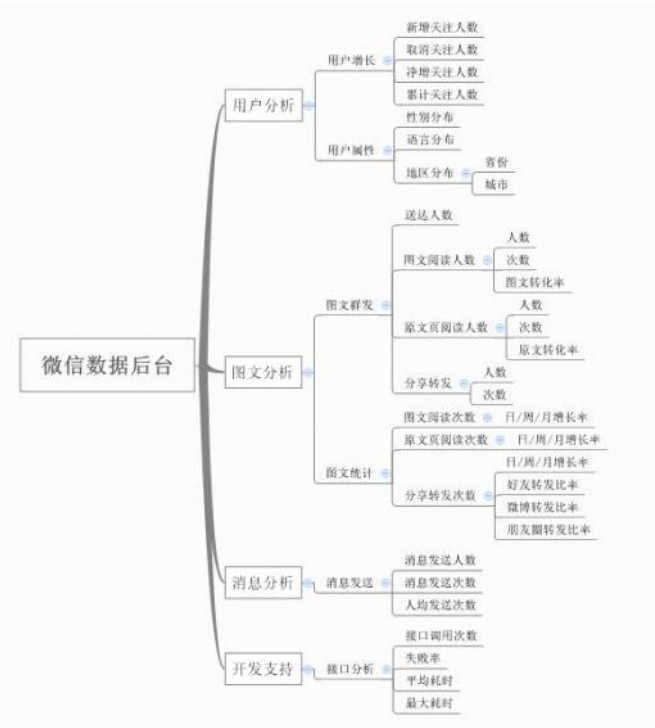 微信数据后台
用户分析
用户增长
新增关注人数
取消关注人数
净增关注人数
累计关注人数
用户属性
性别分布
语言分布
地区分布
省份
城市
图文分析
图文群发
送达人数
图文阅读人数
人数
次数
图文转化率
原文页阅读人数
人数
次数
原文转化率
分享转发
人数
次数
图文统计
图文阅读次数
日/周/月增长率
原文页阅读次数
日/周/月增长率
分享转发次数
日/周/月增长率
好友转发比率
微博转发比率
朋友圈转发比率
消息分析
消息发送
消息发送人数
消息发送次数
人均发送次数
开发支持
接口分析
接口调用次数
失败率
平均耗时
最大耗时